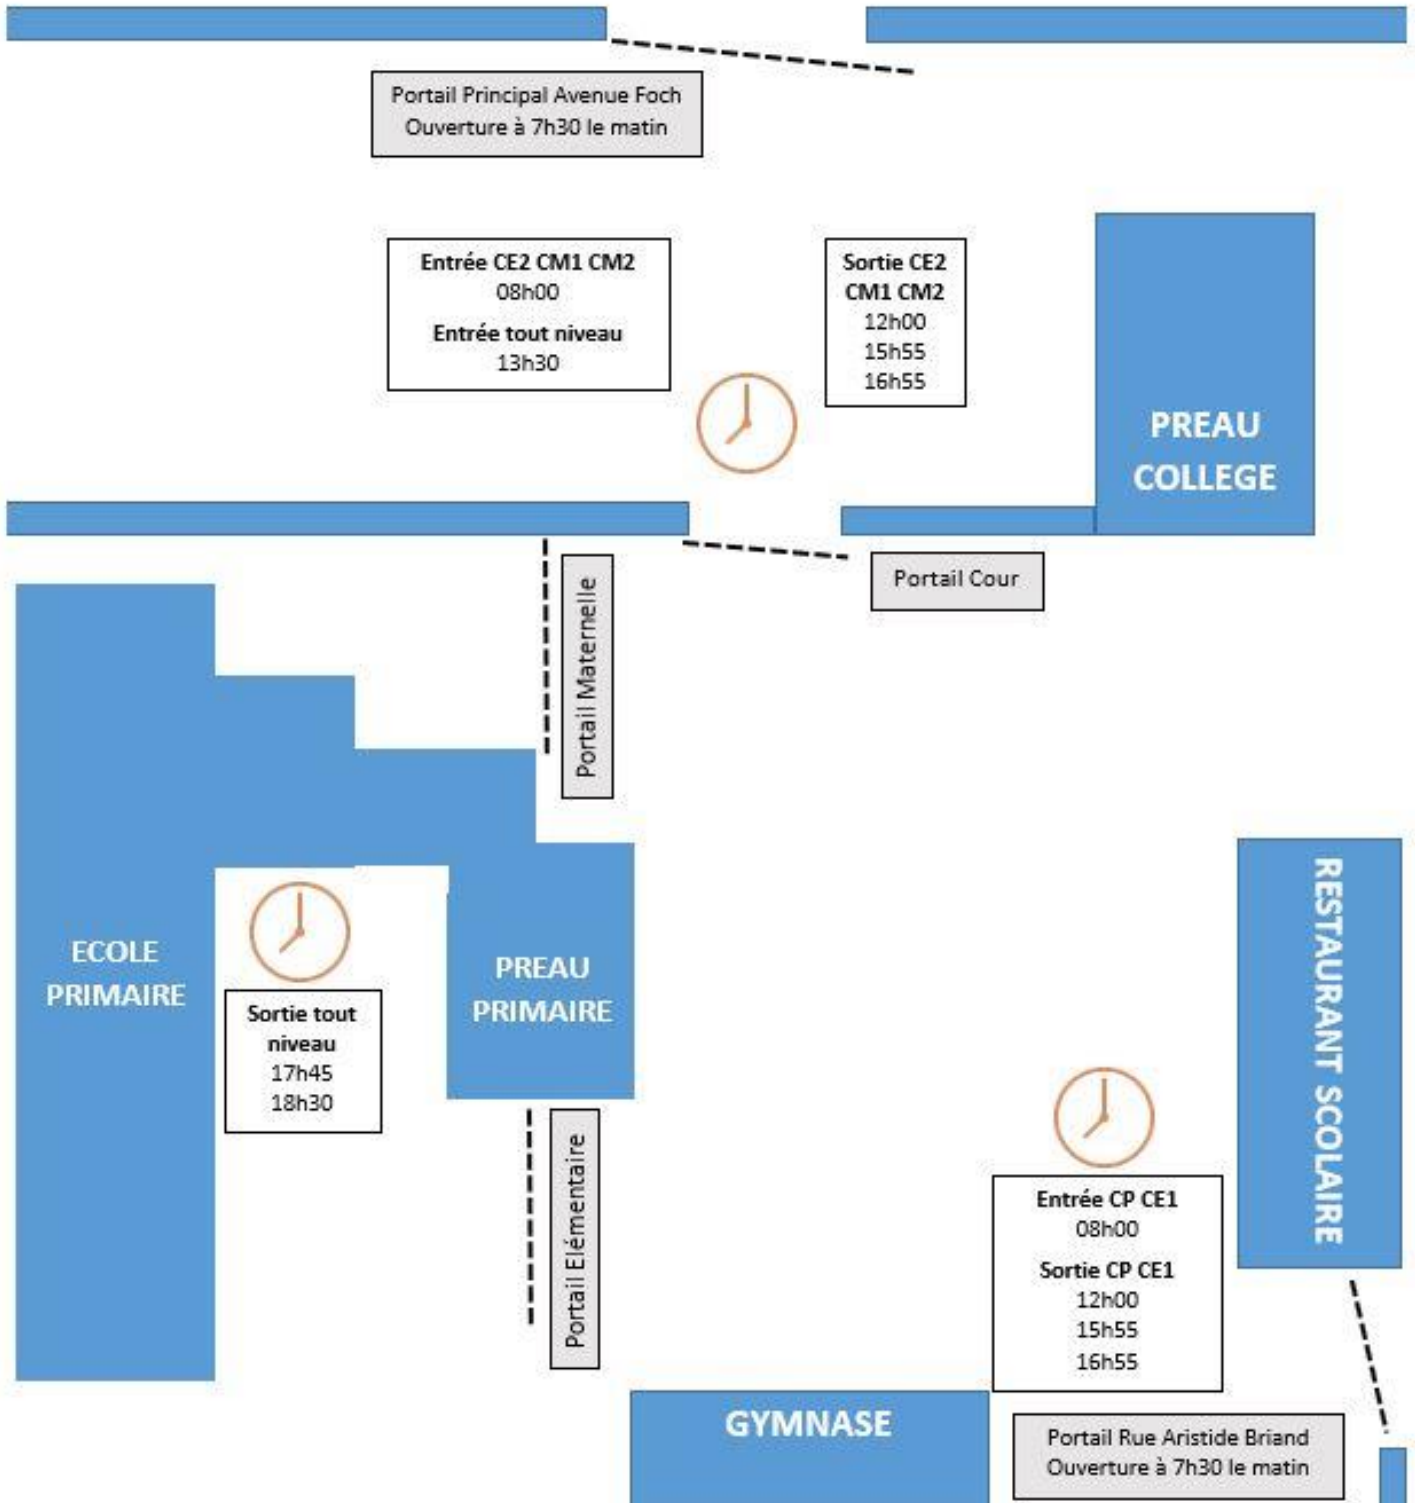 Portail Principal Avenue Foch
Ouverture à 7h30 le matin
Entrée CE2 CM1 CM2
08h00
Entrée tout niveau
13h30
Sortie CE2
CM1 CM2
12h00
15h55
16h55
PREAU
COLLEGE
Portail Cour
Portail Maternelle
ECOLE
PRIMAIRE
Sortie tout
niveau
17h45
18h30
PREAU
PRIMAIRE
Portail Elémentaire
RESTAURANT SCOLAIRE
Entrée CP CE1
08h00
Sortie CP CE1
12h00
15h55
16h55
GYMNASE
Portail Rue Aristide Briand
Ouverture à 7h30 le matin